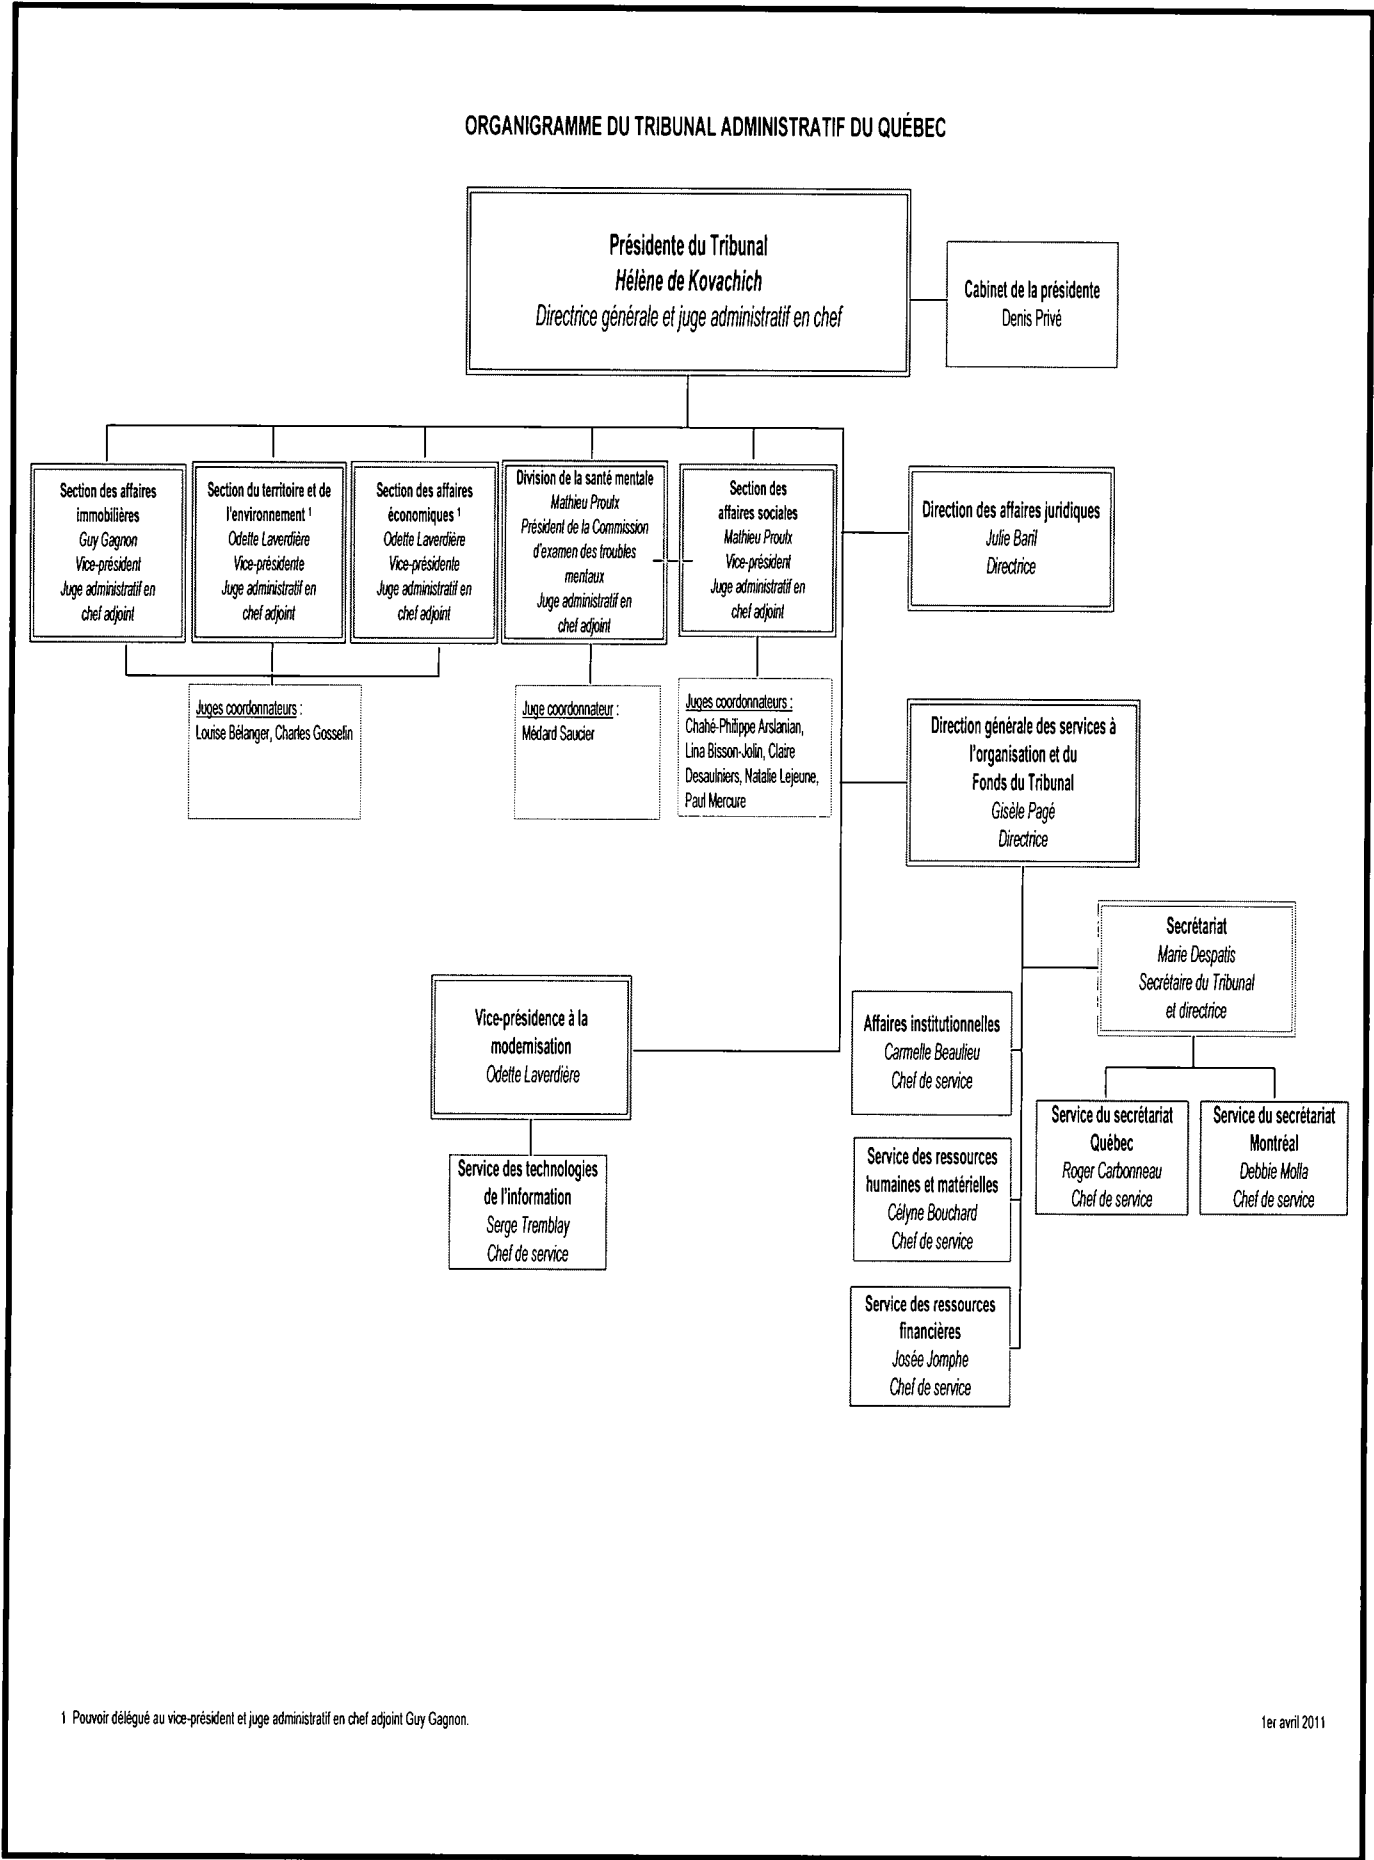 ORGANIGRAMME DU TRIBUNAL ADMINISTRATIF DU QUÉBEC
Présidente du Tribunal
Hélène de Kovachich
Directrice générale et juge administratif en chef
Cabinet de la présidente
Denis Privé
Section des affaires
immobilières
Guy Gagnon
Vice-président
Juge administratif en
chef adjoint
Section du territoire et de
l'environnement ¹
Odette Laverdière
Vice-présidente
Juge administratif en
chef adjoint
Section des affaires
économiques ¹
Odette Laverdière
Vice-présidente
Juge administratif en
chef adjoint
Division de la santé mentale
Mathieu Proulx
Président de la Commission
d'examen des troubles
mentaux
Juge administratif en
chef adjoint
Section des
affaires sociales
Mathieu Proulx
Vice-président
Juge administratif en
chef adjoint
Direction des affaires juridiques
Julie Baril
Directrice
Juges coordonnateurs :
Louise Bélanger, Charles Gosselin
Juge coordonnateur :
Médard Saucier
Juges coordonnateurs :
Chahé-Philippe Arslanian,
Lina Bisson-Jolin, Claire
Desaulniers, Natalie Lejeune,
Paul Mercure
Direction générale des services à
l'organisation et du
Fonds du Tribunal
Gisèle Pagé
Directrice
Secrétariat
Marie Despatis
Secrétaire du Tribunal
et directrice
Vice-présidence à la
modernisation
Odette Laverdière
Affaires institutionnelles
Carmelle Beaulieu
Chef de service
Service du secrétariat
Québec
Roger Carbonneau
Chef de service
Service du secrétariat
Montréal
Debbie Molla
Chef de service
Service des technologies
de l'information
Serge Tremblay
Chef de service
Service des ressources
humaines et matérielles
Célyne Bouchard
Chef de service
Service des ressources
financières
Josée Jomphe
Chef de service
1 Pouvoir délégué au vice-président et juge administratif en chef adjoint Guy Gagnon.
1er avril 2011